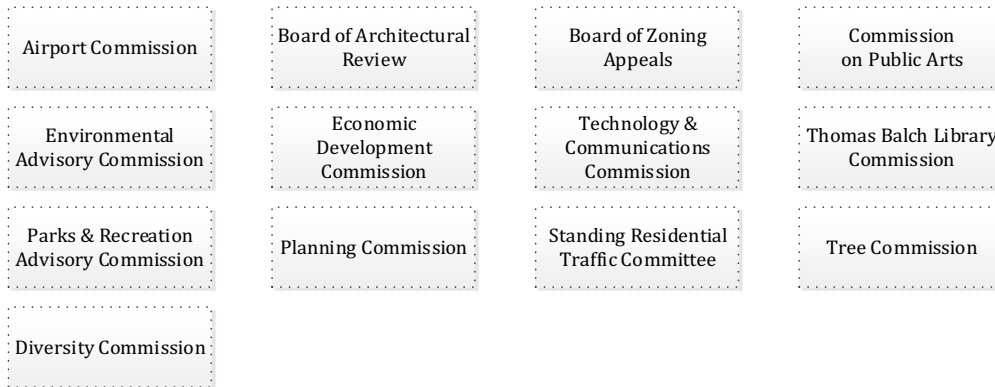 Airport Commission
Board of Architectural
Review
Board of Zoning
Appeals
Commission
on Public Arts
Environmental
Advisory Commission
Economic
Development
Commission
Technology &
Communications
Commission
Thomas Balch Library
Commission
Parks & Recreation
Advisory Commission
Planning Commission
Standing Residential
Traffic Committee
Tree Commission
Diversity Commission